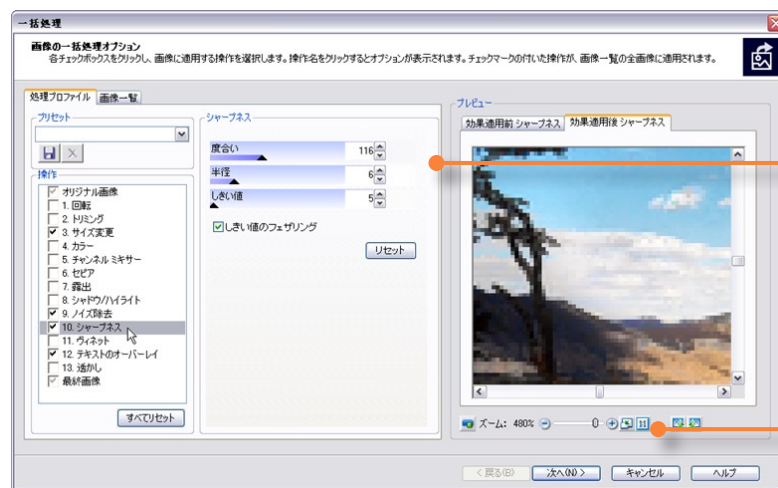 一括処理
画像の一括処理オプション
各チェックボックスをクリックし、画像に適用する操作を選択します。操作名をクリックするとオプションが表示されます。チェックマークの付いた操作が、画像一覧の全画像に適用されます。
処理プロファイル 画像一覧
プリセット
操作
オリジナル画像
1. 回転
2. トリミング
3. サイズ変更
4. カラー
5. チャンネル ミキサー
6. セピア
7. 露出
8. シャドウ/ハイライト
9. ノイズ除去
10. シャープネス
11. ヴィネット
12. テキストのオーバーレイ
13. 透かし
最終画像
すべてリセット
シャープネス
度合い 116
半径 6
しきい値 5
しきい値のフェザリング
リセット
プレビュー
効果適用前 シャープネス 効果適用後 シャープネス
ズーム: 480%
< 戻る(B) 次へ(N) > キャンセル ヘルプ